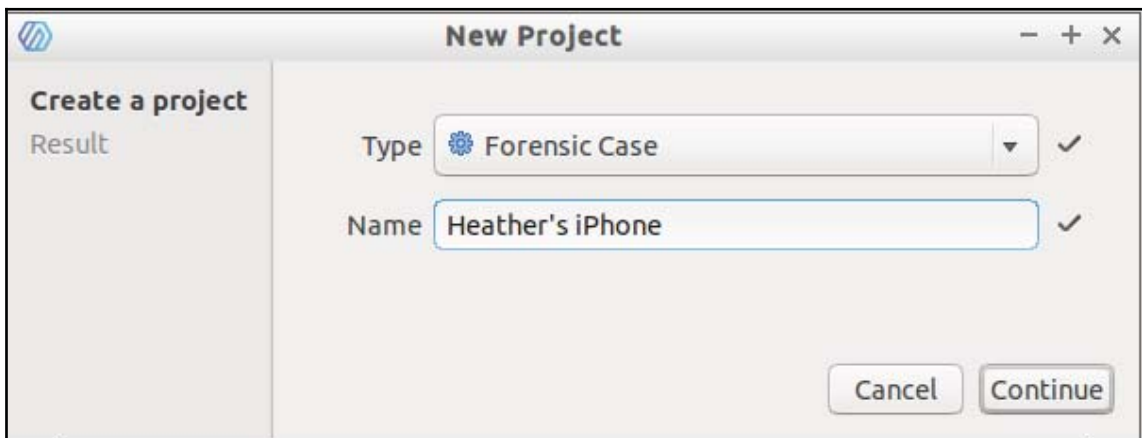 New Project
Create a project
Result
Type Forensic Case
Name Heather's iPhone
Cancel Continue